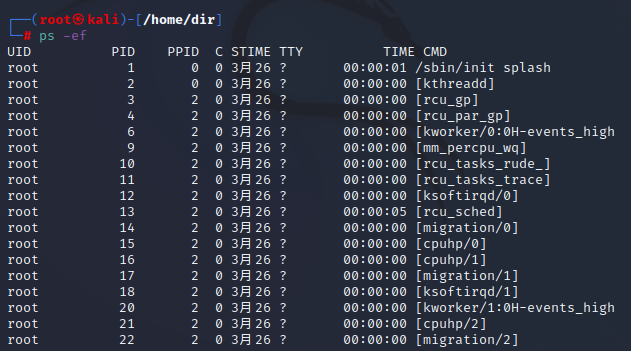 ┌──(root㉿kali)-[/home/dir]
└─# ps -ef
UID          PID    PPID  C STIME TTY          TIME CMD
root           1       0  0 3月26 ?        00:00:01 /sbin/init splash
root           2       0  0 3月26 ?        00:00:00 [kthreadd]
root           3       2  0 3月26 ?        00:00:00 [rcu_gp]
root           4       2  0 3月26 ?        00:00:00 [rcu_par_gp]
root           6       2  0 3月26 ?        00:00:00 [kworker/0:0H-events_high
root           9       2  0 3月26 ?        00:00:00 [mm_percpu_wq]
root          10       2  0 3月26 ?        00:00:00 [rcu_tasks_rude_]
root          11       2  0 3月26 ?        00:00:00 [rcu_tasks_trace]
root          12       2  0 3月26 ?        00:00:00 [ksoftirqd/0]
root          13       2  0 3月26 ?        00:00:05 [rcu_sched]
root          14       2  0 3月26 ?        00:00:00 [migration/0]
root          15       2  0 3月26 ?        00:00:00 [cpuhp/0]
root          16       2  0 3月26 ?        00:00:00 [cpuhp/1]
root          17       2  0 3月26 ?        00:00:00 [migration/1]
root          18       2  0 3月26 ?        00:00:00 [ksoftirqd/1]
root          20       2  0 3月26 ?        00:00:00 [kworker/1:0H-events_high
root          21       2  0 3月26 ?        00:00:00 [cpuhp/2]
root          22       2  0 3月26 ?        00:00:00 [migration/2]